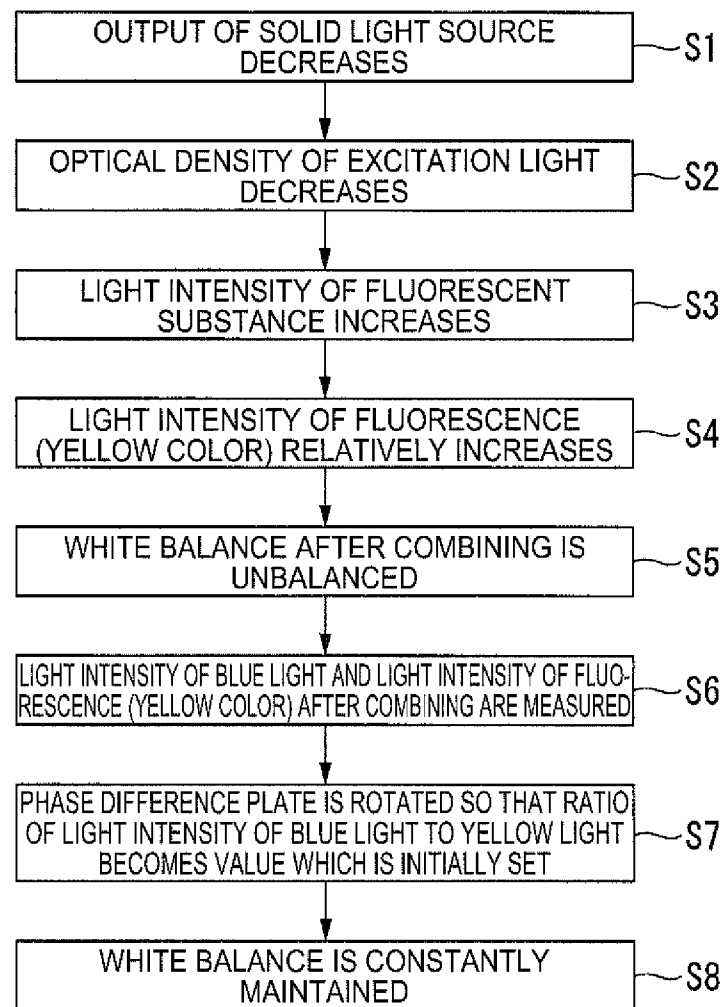 OUTPUT OF SOLID LIGHT SOURCE
DECREASES
S1
OPTICAL DENSITY OF EXCITATION LIGHT
DECREASES
S2
LIGHT INTENSITY OF FLUORESCENT
SUBSTANCE INCREASES
S3
LIGHT INTENSITY OF FLUORESCENCE
(YELLOW COLOR) RELATIVELY INCREASES
S4
WHITE BALANCE AFTER COMBINING IS
UNBALANCED
S5
LIGHT INTENSITY OF BLUE LIGHT AND LIGHT INTENSITY OF FLUO-
RESCENCE (YELLOW COLOR) AFTER COMBINING ARE MEASURED
S6
PHASE DIFFERENCE PLATE IS ROTATED SO THAT RATIO
OF LIGHT INTENSITY OF BLUE LIGHT TO YELLOW LIGHT
BECOMES VALUE WHICH IS INITIALLY SET
S7
WHITE BALANCE IS CONSTANTLY
MAINTAINED
S8